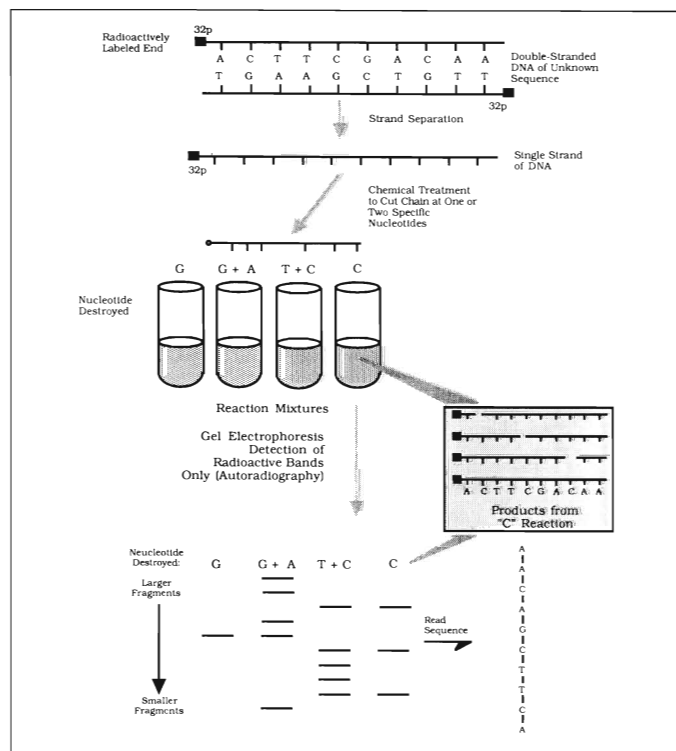 32p
Radioactively
Labeled End
A C T T C G A C A A
T G A A G C T G T T
Double-Stranded
DNA of Unknown
Sequence
32p
Strand Separation
32p
Single Strand
of DNA
Chemical Treatment
to Cut Chain at One or
Two Specific
Nucleotides
G G + A T + C C
Nucleotide
Destroyed
Reaction Mixtures
Gel Electrophoresis
Detection of
Radioactive Bands
Only (Autoradiography)
A C T T C G A C A A
Products from
"C" Reaction
Neucleotide
Destroyed:
G G + A T + C C
Larger
Fragments
Smaller
Fragments
Read
Sequence
A
A
C
A
G
C
T
T
C
A